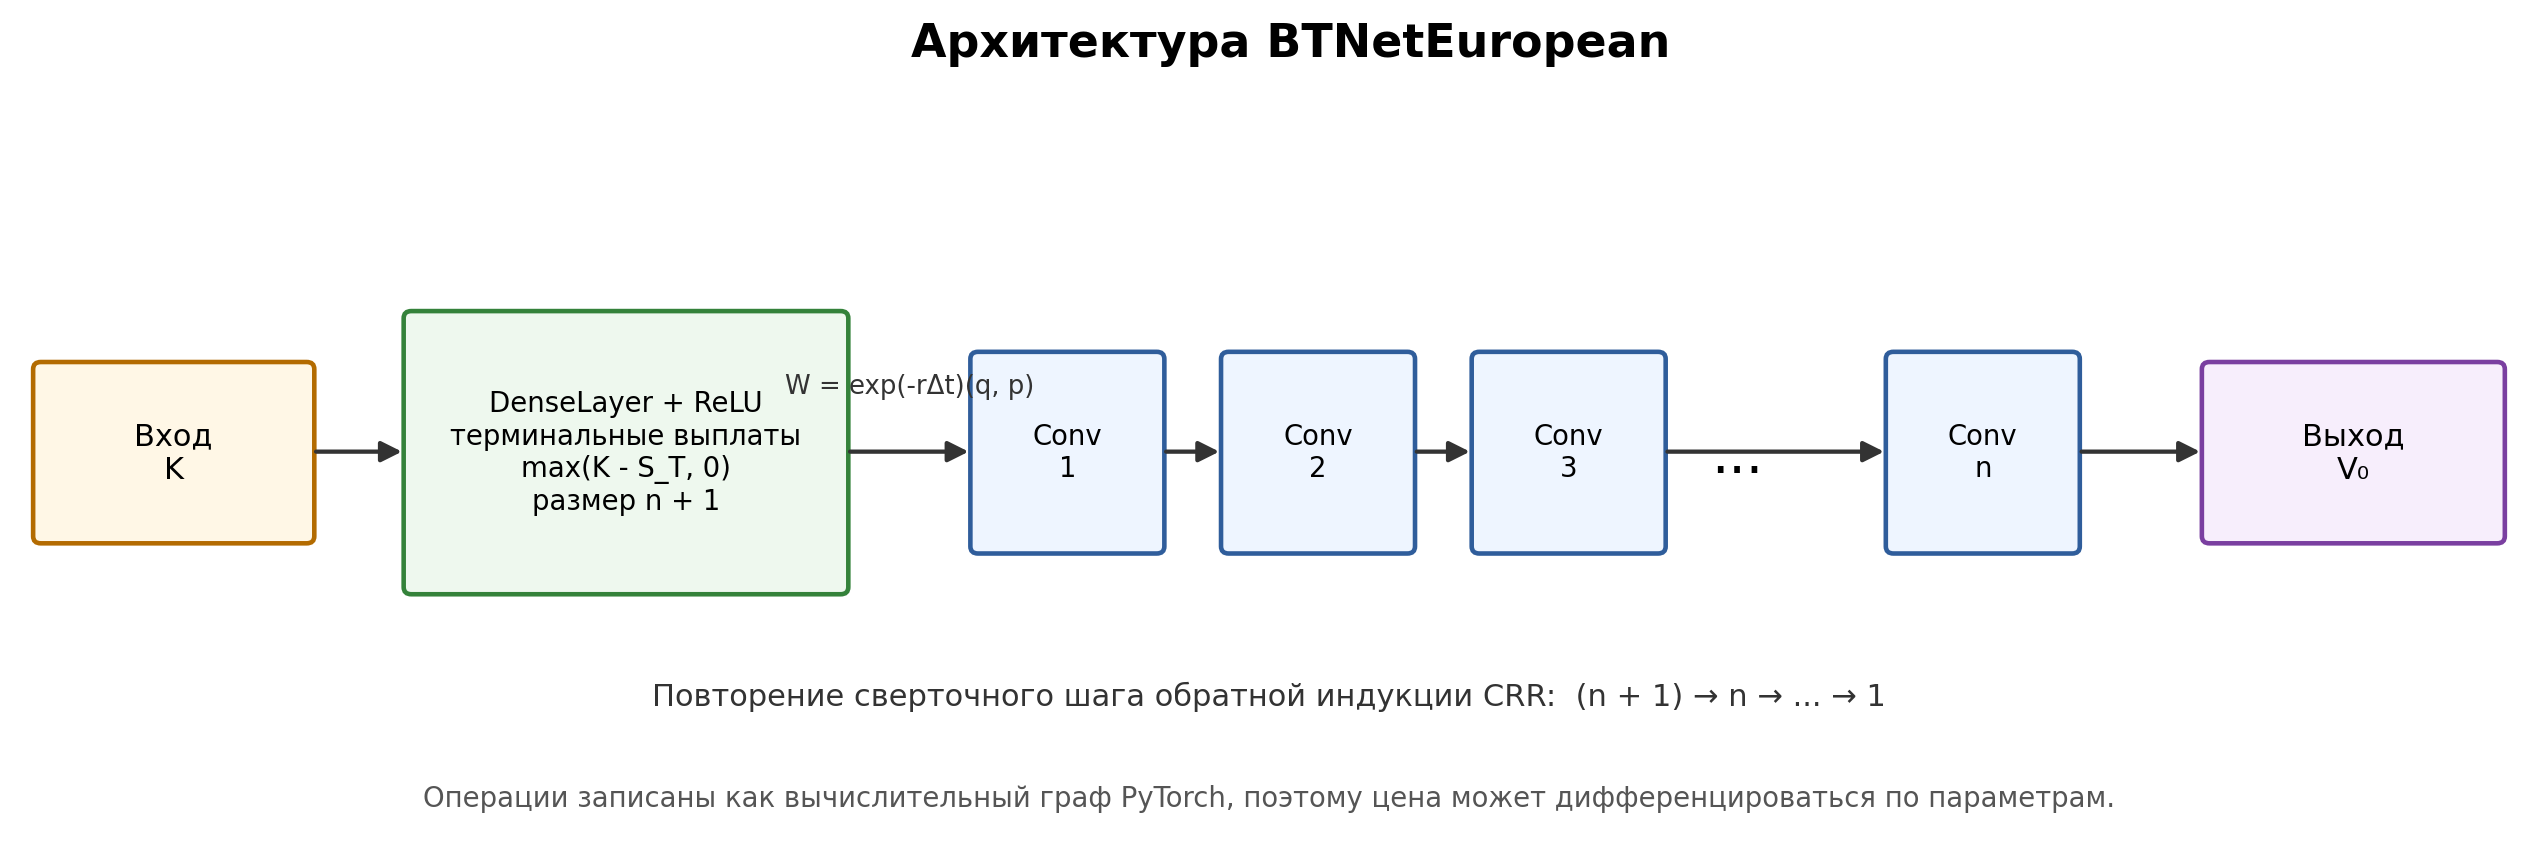 Архитектура BTNetEuropean
Вход
K
DenseLayer + ReLU
терминальные выплаты
max(K - S_T, 0)
размер n + 1
W = exp(-rΔt)(q, p)
Conv
1
Conv
2
Conv
3
...
Conv
n
Выход
V₀
Повторение сверточного шага обратной индукции CRR:  (n + 1) → n → ... → 1
Операции записаны как вычислительный граф PyTorch, поэтому цена может дифференцироваться по параметрам.